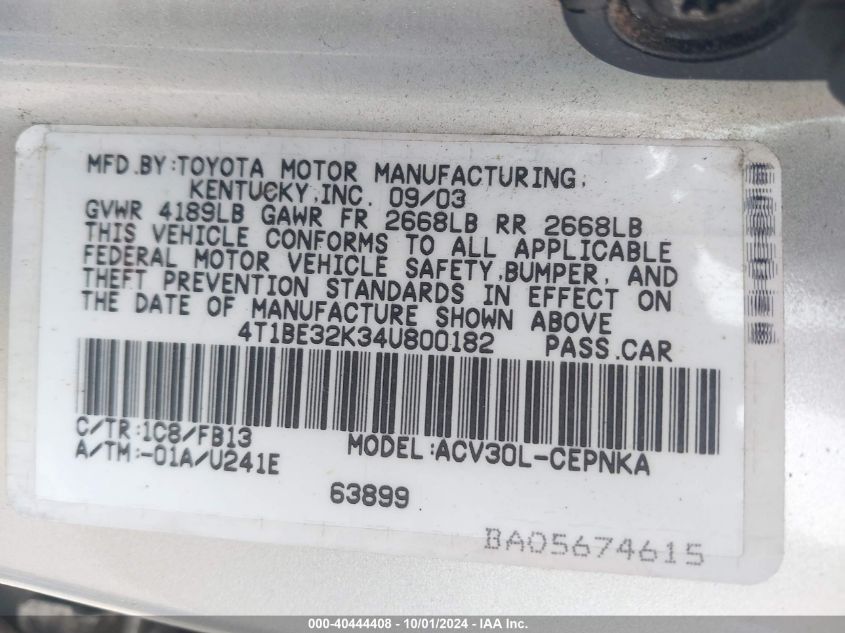 MFD.BY:TOYOTA MOTOR MANUFACTURING,
KENTUCKY,INC. 09/03
GVWR 4189LB GAWR FR 2668LB RR 2668LB
THIS VEHICLE CONFORMS TO ALL APPLICABLE
FEDERAL MOTOR VEHICLE SAFETY,BUMPER, AND
THEFT PREVENTION STANDARDS IN EFFECT ON
THE DATE OF MANUFACTURE SHOWN ABOVE
4T1BE32K34U800182 PASS.CAR
C/TR:1C8/FB13
MODEL:ACV30L-CEPNKA
A/TM:-01A/U241E
63899
BA05674615
000-40444408 - 10/01/2024 - IAA Inc.